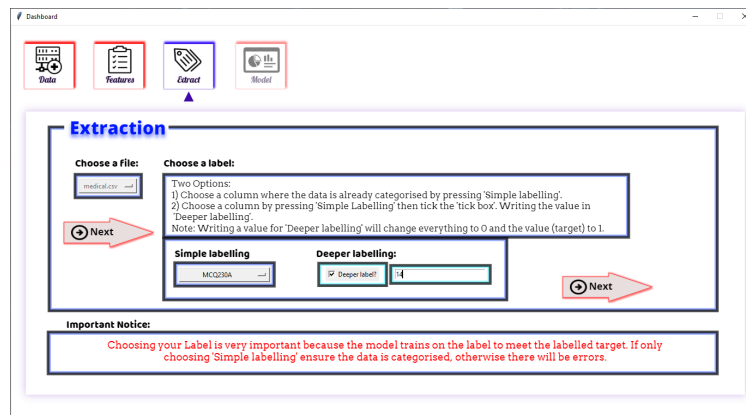 Dashboard
Data
Features
Extract
Model
Extraction
Choose a file:
Choose a label:
medical.csv
Two Options:
1) Choose a column where the data is already categorised by pressing 'Simple labelling'.
2) Choose a column by pressing 'Simple Labelling' then tick the 'tick box'. Writing the value in
'Deeper labelling'.
Note: Writing a value for 'Deeper labelling' will change everything to 0 and the value (target) to 1.
Next
Simple labelling
Deeper labelling:
MCQ230A
Deeper label?
14
Next
Important Notice:
Choosing your Label is very important because the model trains on the label to meet the labelled target. If only
choosing 'Simple labelling' ensure the data is categorised, otherwise there will be errors.